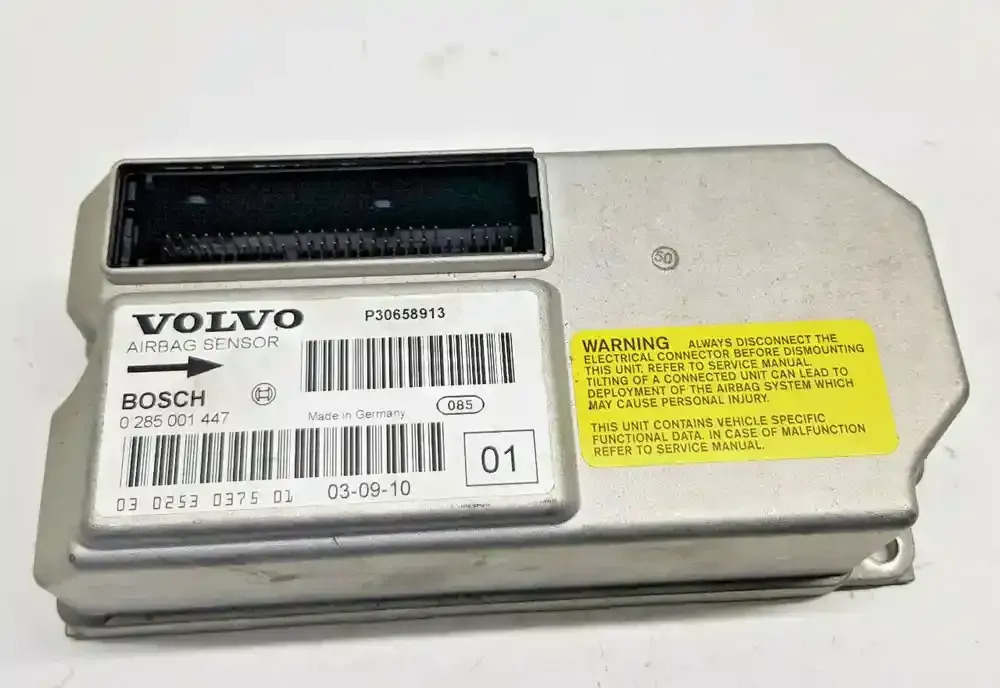 50
VOLVO
P30658913
AIRBAG SENSOR
BOSCH
0 285 001 447
Made in Germany
085
01
03 0253 0375 01
03-09-10
WARNING ALWAYS DISCONNECT THE
ELECTRICAL CONNECTOR BEFORE DISMOUNTING
THIS UNIT. REFER TO SERVICE MANUAL.
TILTING OF A CONNECTED UNIT CAN LEAD TO
DEPLOYMENT OF THE AIRBAG SYSTEM WHICH
MAY CAUSE PERSONAL INJURY.
THIS UNIT CONTAINS VEHICLE SPECIFIC
FUNCTIONAL DATA. IN CASE OF MALFUNCTION
REFER TO SERVICE MANUAL.